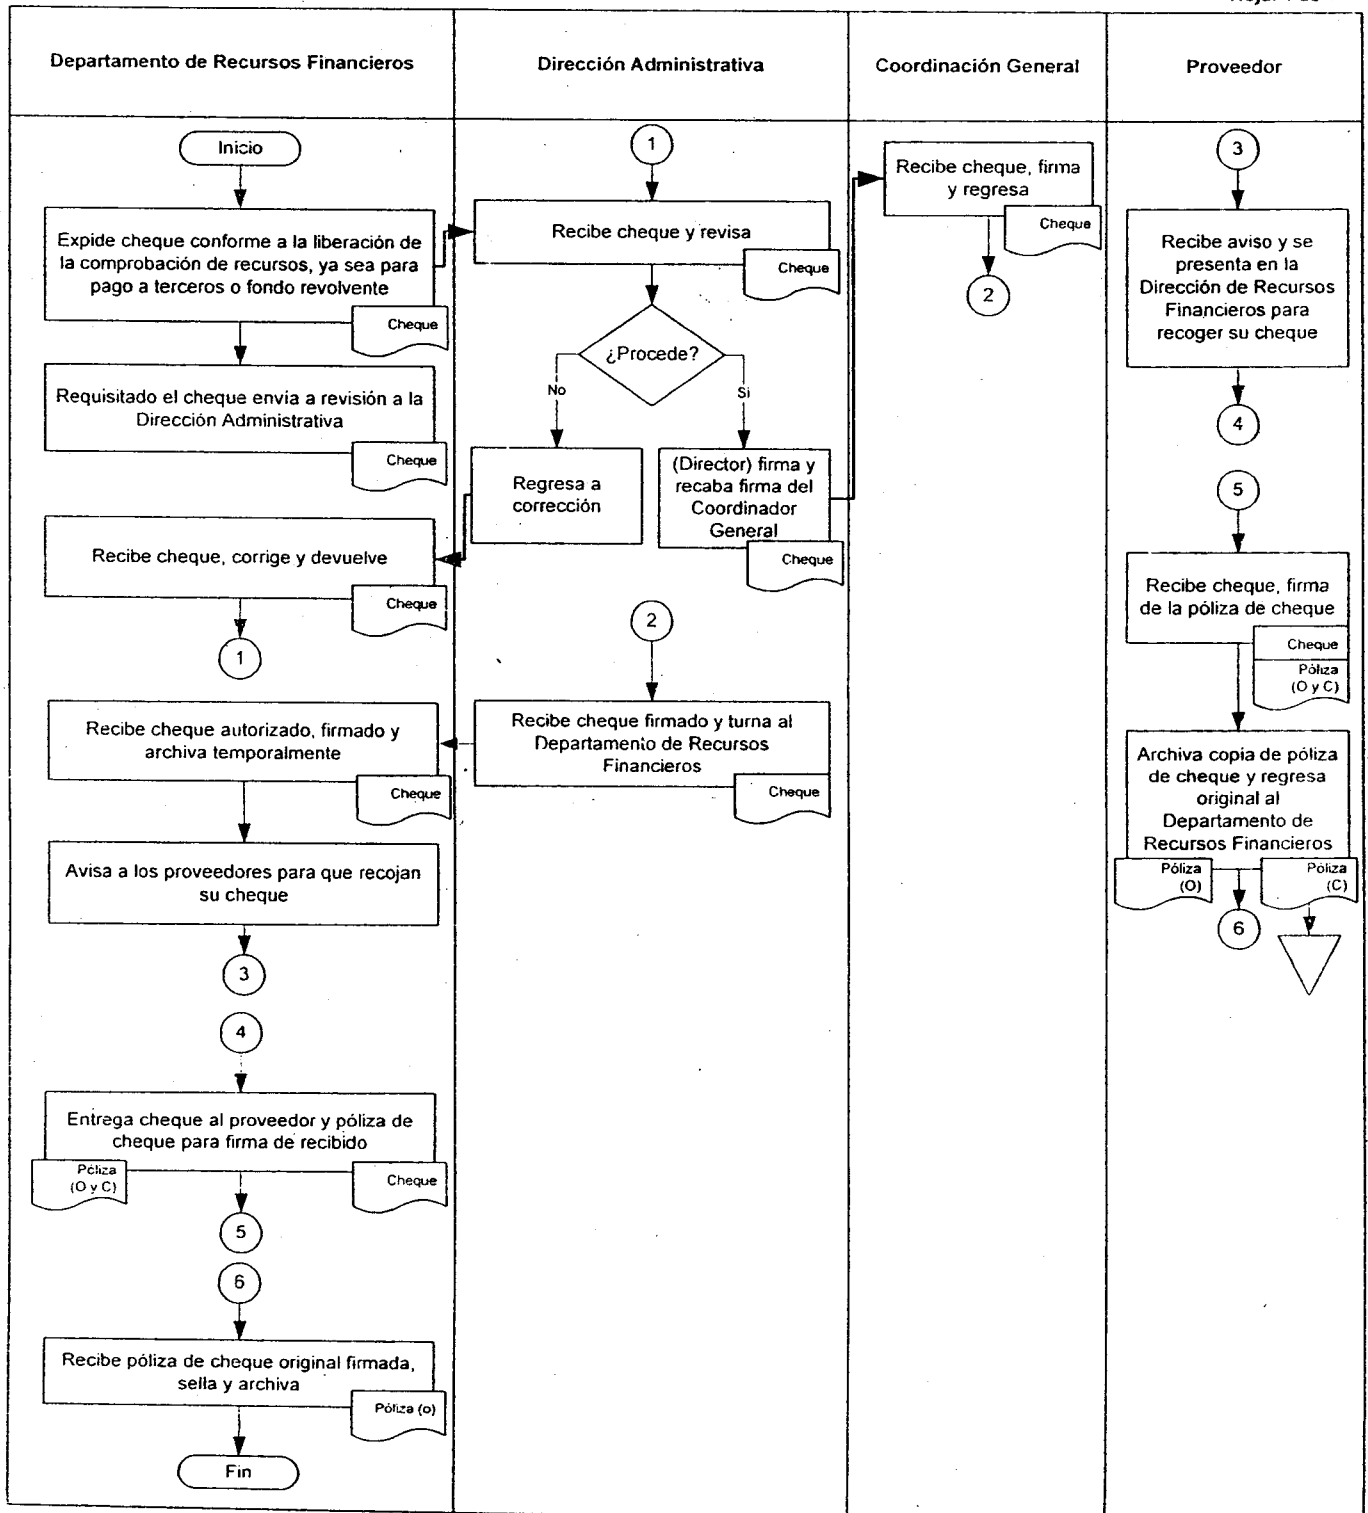 Departamento de Recursos Financieros
Dirección Administrativa
Coordinación General
Proveedor
Inicio
Expide cheque conforme a la liberación de
la comprobación de recursos, ya sea para
pago a terceros o fondo revolvente
Cheque
Requisitado el cheque envia a revisión a la
Dirección Administrativa
Cheque
Recibe cheque, corrige y devuelve
Cheque
1
Recibe cheque autorizado, firmado y
archiva temporalmente
Cheque
Avisa a los proveedores para que recojan
su cheque
3
4
Entrega cheque al proveedor y póliza de
cheque para firma de recibido
Póliza
(O y C)
Cheque
5
6
Recibe póliza de cheque original firmada,
sella y archiva
Póliza (o)
Fin
1
Recibe cheque y revisa
Cheque
¿Procede?
No
Si
Regresa a
corrección
(Director) firma y
recaba firma del
Coordinador
General
Cheque
2
Recibe cheque firmado y turna al
Departamento de Recursos
Financieros
Cheque
Recibe cheque, firma
y regresa
Cheque
2
3
Recibe aviso y se
presenta en la
Dirección de Recursos
Financieros para
recoger su cheque
4
5
Recibe cheque, firma
de la póliza de cheque
Cheque
Póliza
(O y C)
Archiva copia de póliza
de cheque y regresa
original al
Departamento de
Recursos Financieros
Póliza
(O)
Póliza
(C)
6